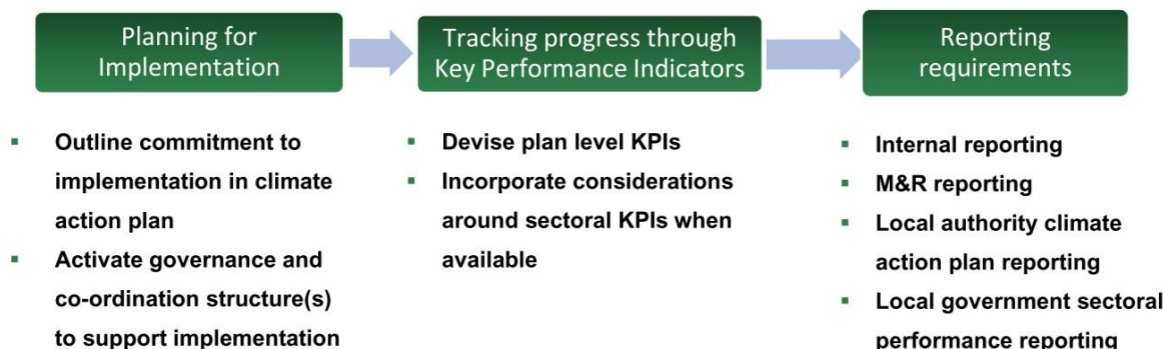 Planning for
Implementation
Tracking progress through
Key Performance Indicators
Reporting
requirements
▪ Outline commitment to
implementation in climate
action plan
▪ Activate governance and
co-ordination structure(s)
to support implementation
▪ Devise plan level KPIs
▪ Incorporate considerations
around sectoral KPIs when
available
▪ Internal reporting
▪ M&R reporting
▪ Local authority climate
action plan reporting
▪ Local government sectoral
performance reporting